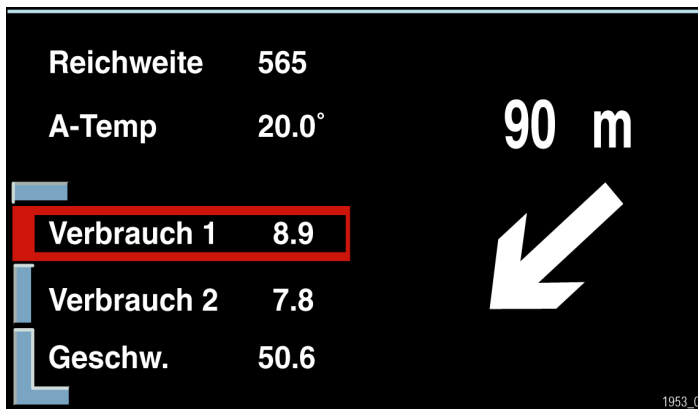 Reichweite 565
A-Temp 20.0°
90 m
Verbrauch 1 8.9
Verbrauch 2 7.8
Geschw. 50.6